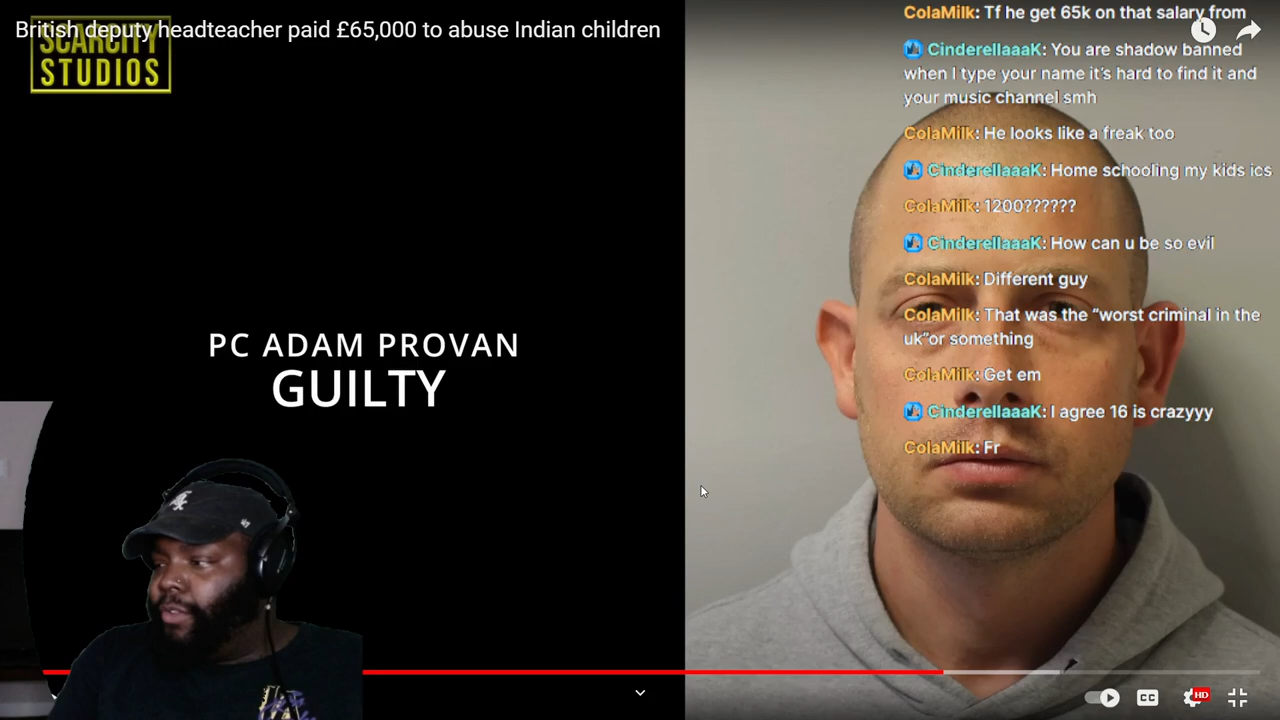 British deputy headteacher paid £65,000 to abuse Indian children
SCARCITY
STUDIOS
PC ADAM PROVAN
GUILTY
ColaMilk: Tf he get 65k on that salary from
CinderellaaaK: You are shadow banned
when I type your name it's hard to find it and
your music channel smh
ColaMilk: He looks like a freak too
CinderellaaaK: Home schooling my kids ics
ColaMilk: 1200??????
CinderellaaaK: How can u be so evil
ColaMilk: Different guy
ColaMilk: That was the “worst criminal in the
uk”or something
ColaMilk: Get em
CinderellaaaK: I agree 16 is crazyyy
ColaMilk: Fr
CC
HD